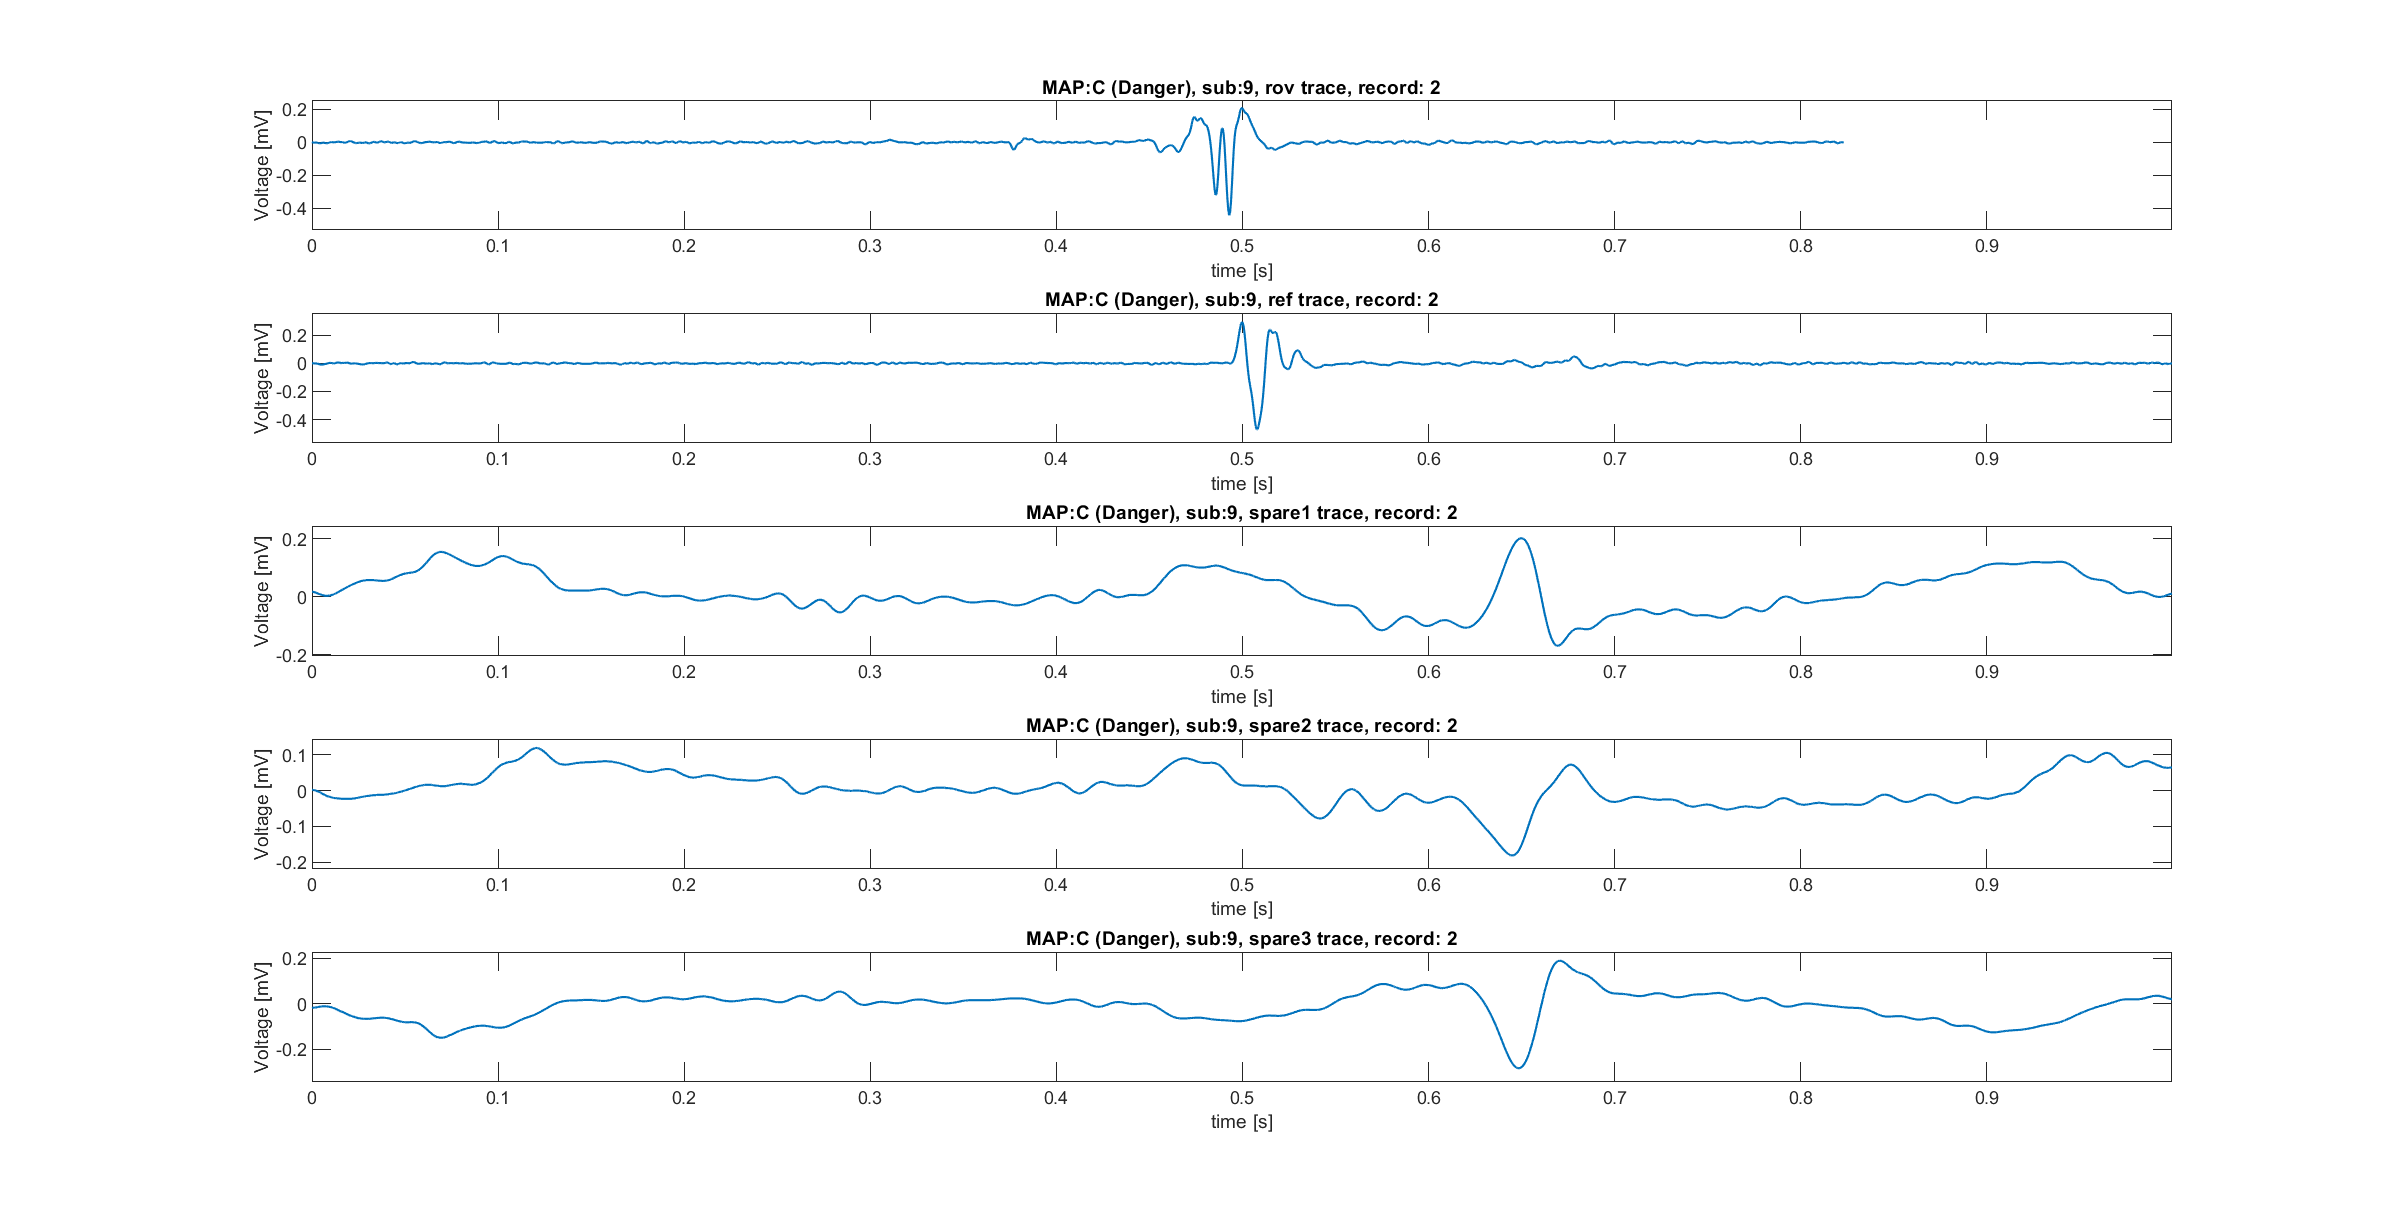 MAP:C (Danger), sub:9, rov trace, record: 2
0.2
0
-0.2
-0.4
Voltage [mV]
0 0.1 0.2 0.3 0.4 0.5 0.6 0.7 0.8 0.9
time [s]
MAP:C (Danger), sub:9, ref trace, record: 2
0.2
0
-0.2
-0.4
Voltage [mV]
0 0.1 0.2 0.3 0.4 0.5 0.6 0.7 0.8 0.9
time [s]
MAP:C (Danger), sub:9, spare1 trace, record: 2
0.2
0
-0.2
Voltage [mV]
0 0.1 0.2 0.3 0.4 0.5 0.6 0.7 0.8 0.9
time [s]
MAP:C (Danger), sub:9, spare2 trace, record: 2
0.1
0
-0.1
-0.2
Voltage [mV]
0 0.1 0.2 0.3 0.4 0.5 0.6 0.7 0.8 0.9
time [s]
MAP:C (Danger), sub:9, spare3 trace, record: 2
0.2
0
-0.2
Voltage [mV]
0 0.1 0.2 0.3 0.4 0.5 0.6 0.7 0.8 0.9
time [s]